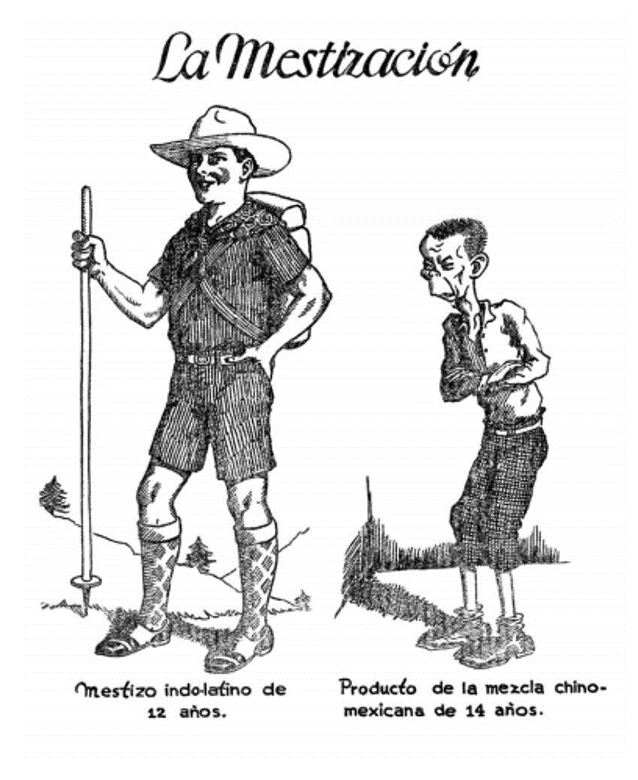 La Mestización
Mestizo indo-latino de
12 años.
Producto de la mezcla chino-
mexicana de 14 años.